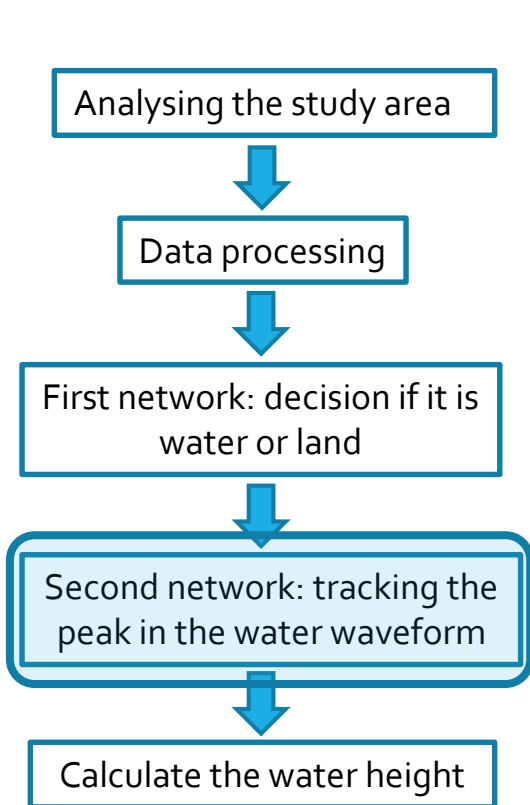 Analysing the study area
Data processing
First network: decision if it is
water or land
Second network: tracking the
peak in the water waveform
Calculate the water height